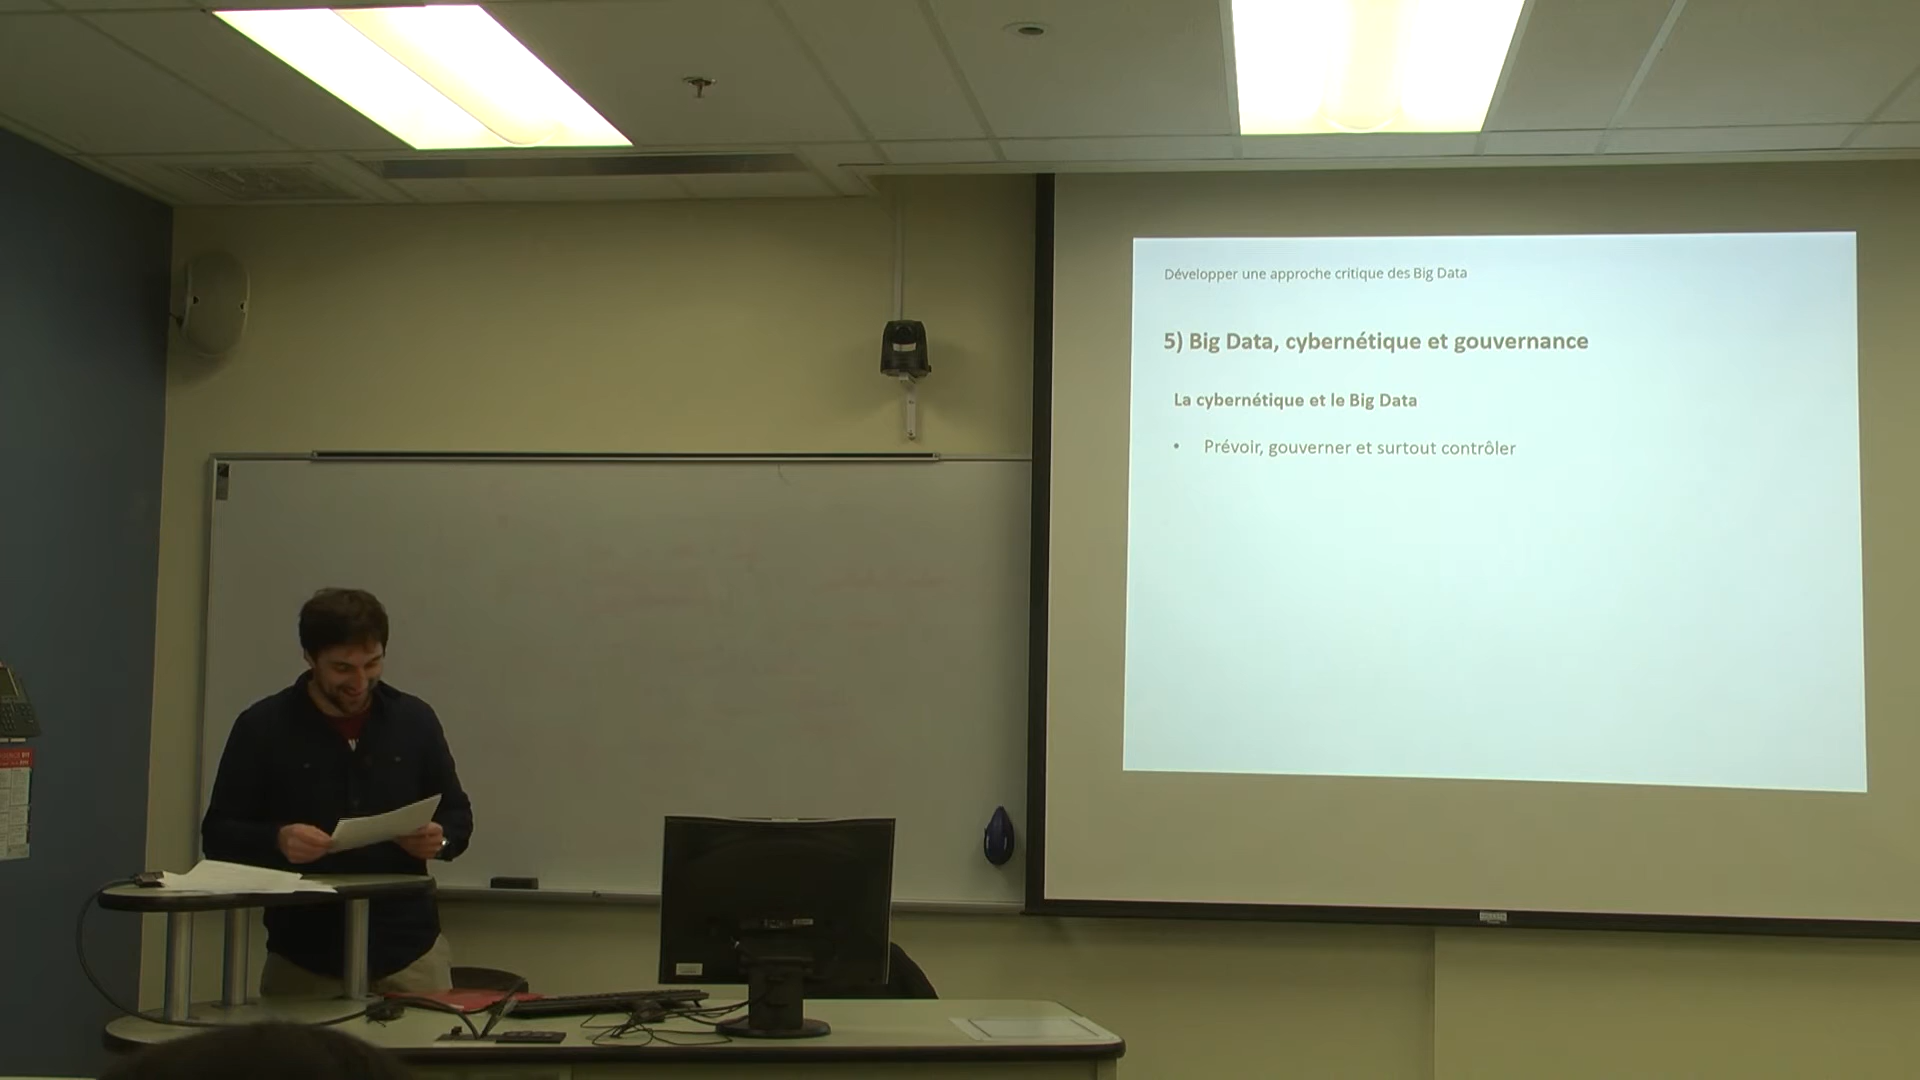 Développer une approche critique des Big Data
5) Big Data, cybernétique et gouvernance
La cybernétique et le Big Data
• Prévoir, gouverner et surtout contrôler